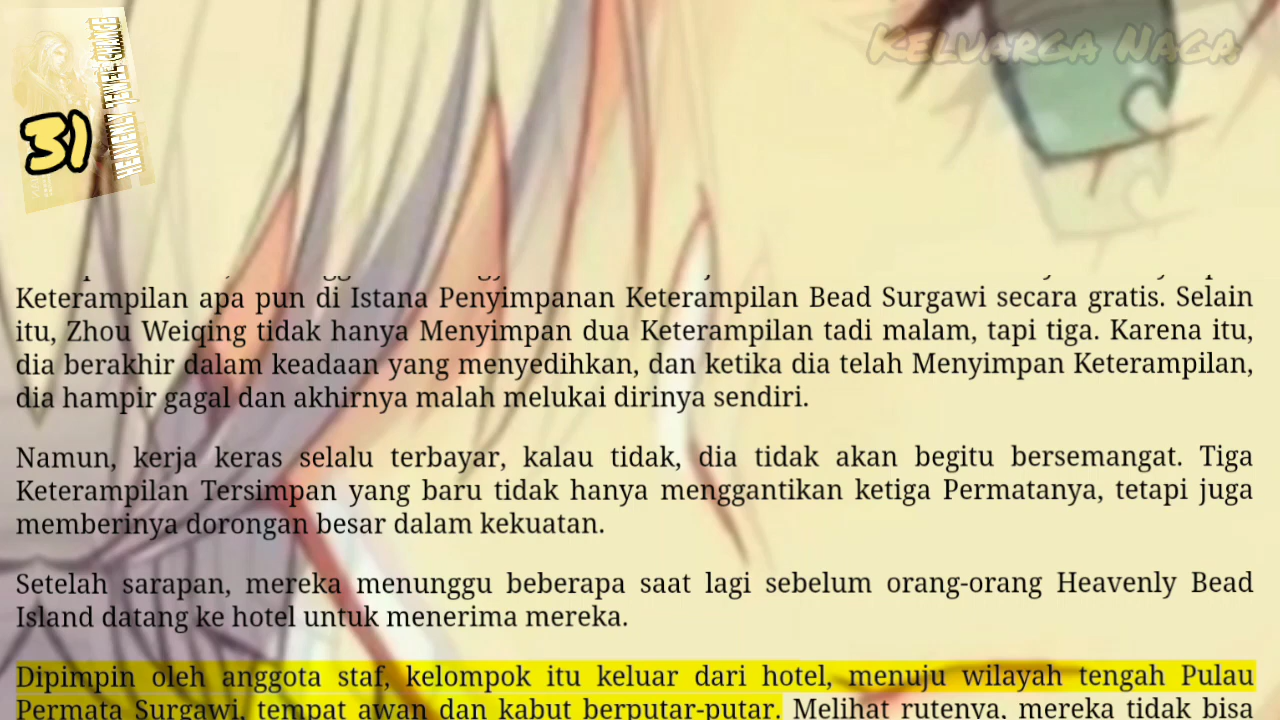 Keluarga Naga
31
HEAVENLY JEWEL CHANGE
Keterampilan apa pun di Istana Penyimpanan Keterampilan Bead Surgawi secara gratis. Selain
itu, Zhou Weiqing tidak hanya Menyimpan dua Keterampilan tadi malam, tapi tiga. Karena itu,
dia berakhir dalam keadaan yang menyedihkan, dan ketika dia telah Menyimpan Keterampilan,
dia hampir gagal dan akhirnya malah melukai dirinya sendiri.
Namun, kerja keras selalu terbayar, kalau tidak, dia tidak akan begitu bersemangat. Tiga
Keterampilan Tersimpan yang baru tidak hanya menggantikan ketiga Permatanya, tetapi juga
memberinya dorongan besar dalam kekuatan.
Setelah sarapan, mereka menunggu beberapa saat lagi sebelum orang-orang Heavenly Bead
Island datang ke hotel untuk menerima mereka.
Dipimpin oleh anggota staf, kelompok itu keluar dari hotel, menuju wilayah tengah Pulau
Permata Surgawi, tempat awan dan kabut berputar-putar. Melihat rutenya, mereka tidak bisa